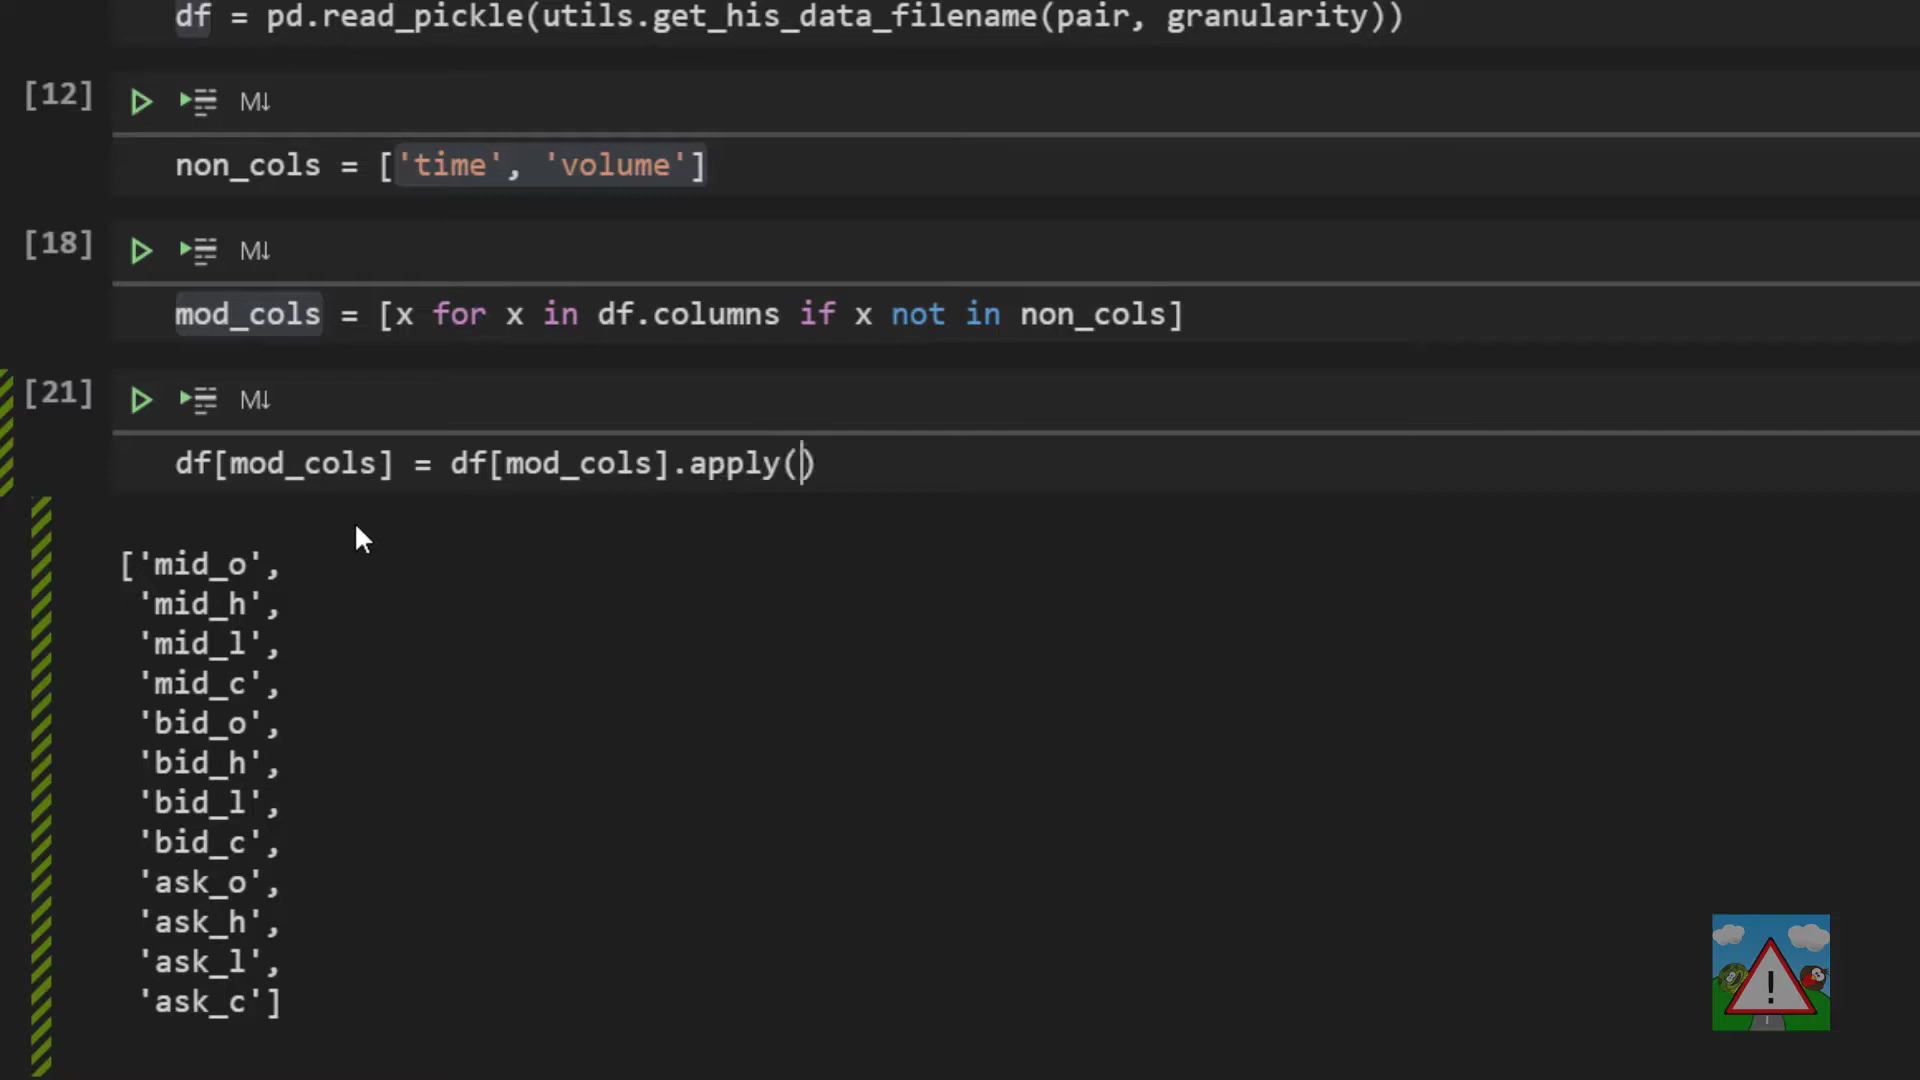 df = pd.read_pickle(utils.get_his_data_filename(pair, granularity))
[12]
M↓
non_cols = ['time', 'volume']
[18]
M↓
mod_cols = [x for x in df.columns if x not in non_cols]
[21]
M↓
df[mod_cols] = df[mod_cols].apply()
['mid_o',
'mid_h',
'mid_l',
'mid_c',
'bid_o',
'bid_h',
'bid_l',
'bid_c',
'ask_o',
'ask_h',
'ask_l',
'ask_c']
!